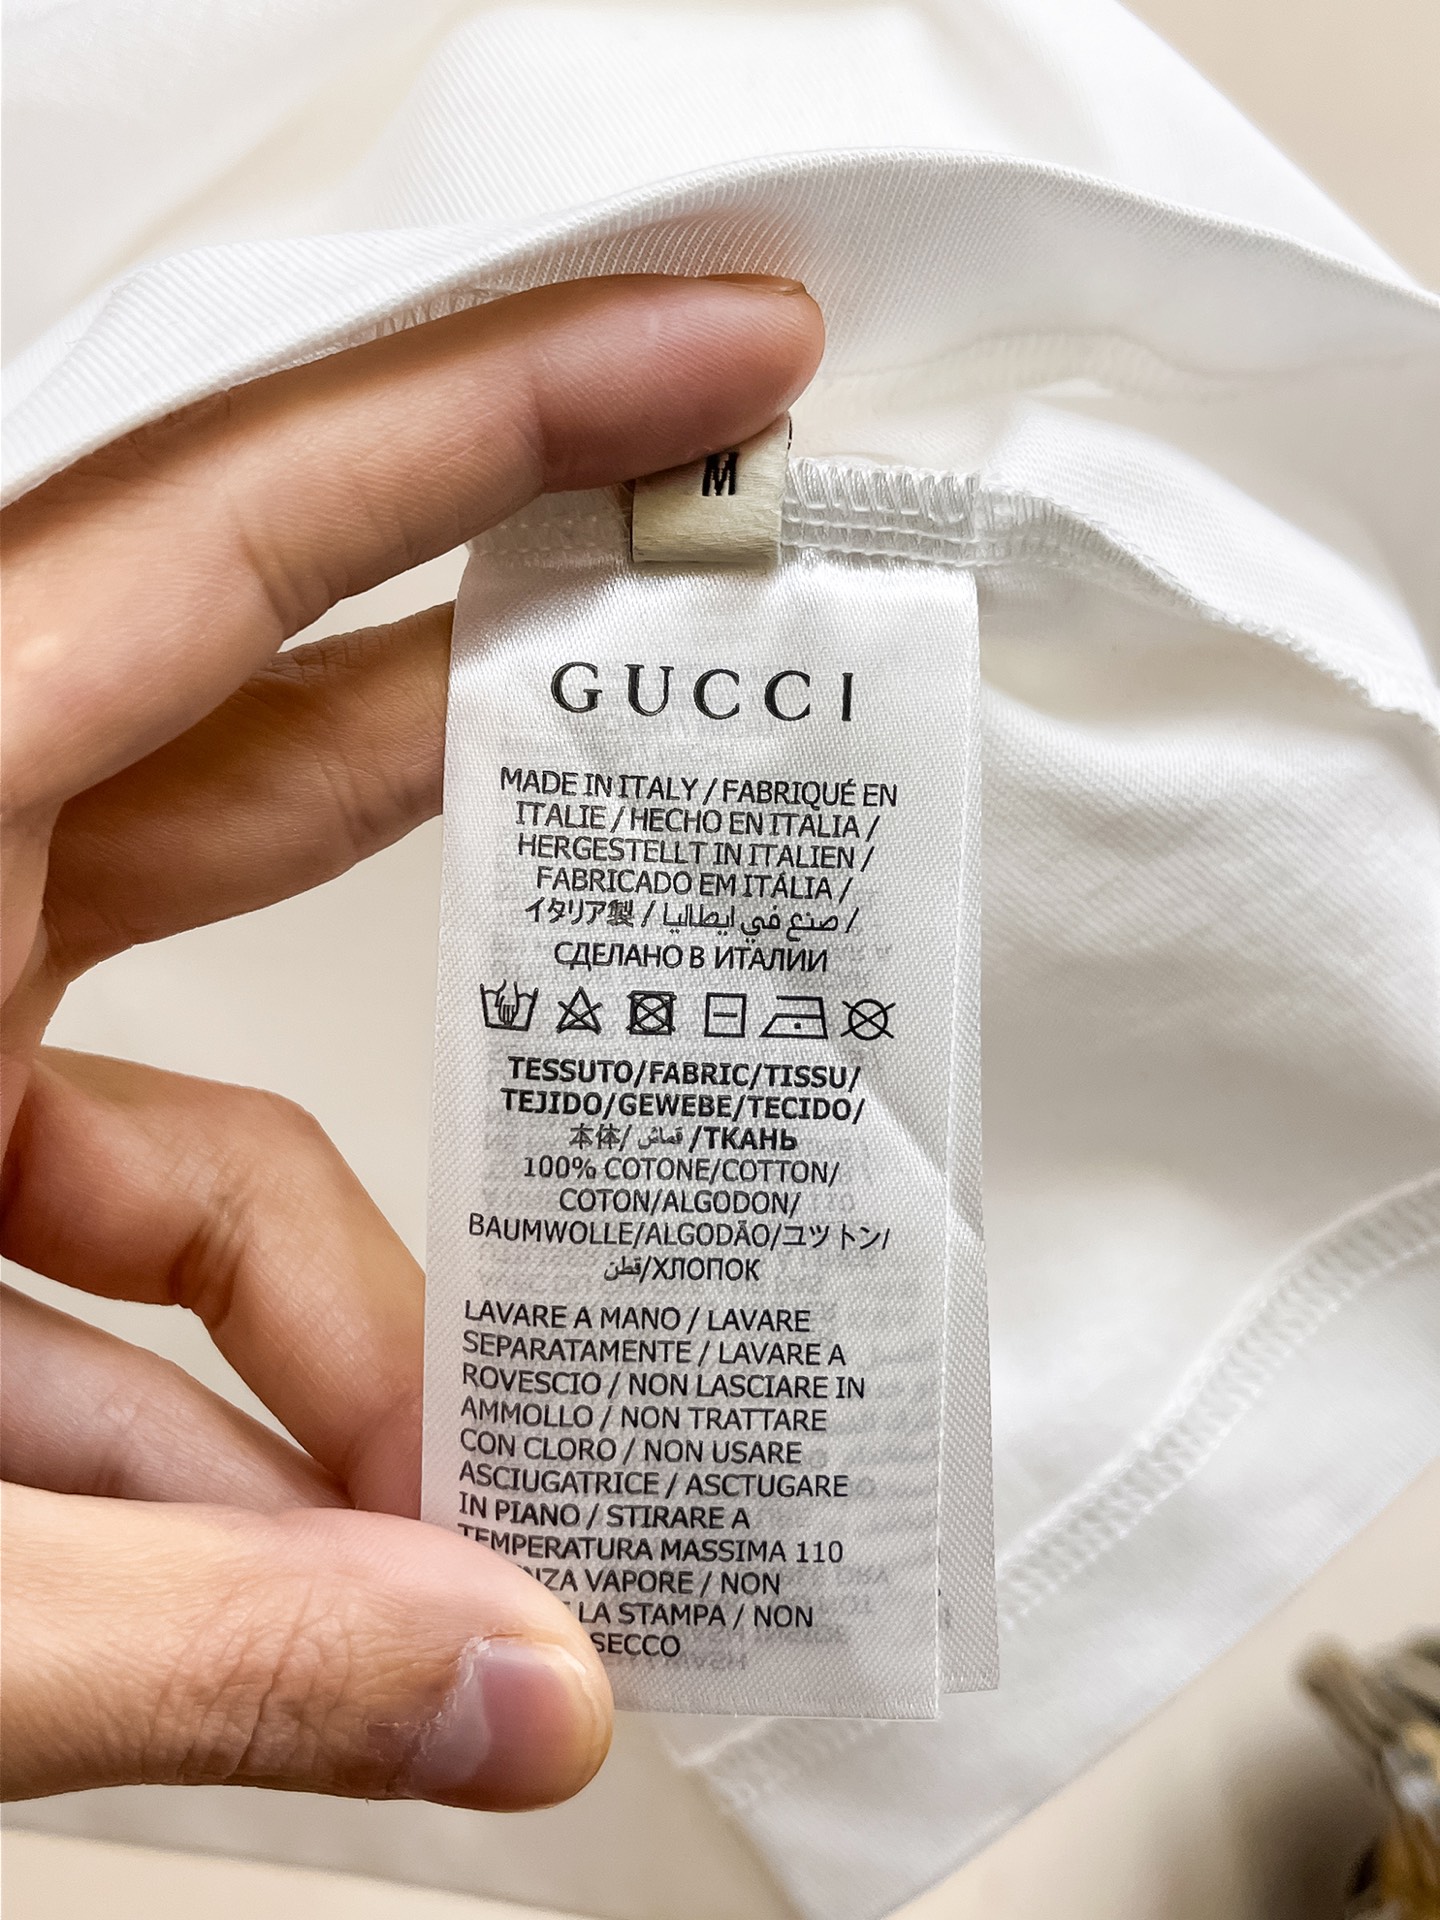 M
GUCCI
MADE IN ITALY / FABRIQUÉ EN
ITALIE / HECHO EN ITALIA /
HERGESTELLT IN ITALIEN /
FABRICADO EM ITÁLIA /
イタリア製 / صنع في إيطاليا /
СДЕЛАНО В ИТАЛИИ
TESSUTO/FABRIC/TISSU/
TEJIDO/GEWEBE/TECIDO/
本体/ قماش /ТКАНЬ
100% COTONE/COTTON/
COTON/ALGODON/
BAUMWOLLE/ALGODÃO/ユツトン/
قطن/ХЛОПОК
LAVARE A MANO / LAVARE
SEPARATAMENTE / LAVARE A
ROVESCIO / NON LASCIARE IN
AMMOLLO / NON TRATTARE
CON CLORO / NON USARE
ASCIUGATRICE / ASCTUGARE
IN PIANO / STIRARE A
TEMPERATURA MASSIMA 110
VAPORE / NON
LA STAMPA / NON
SECCO